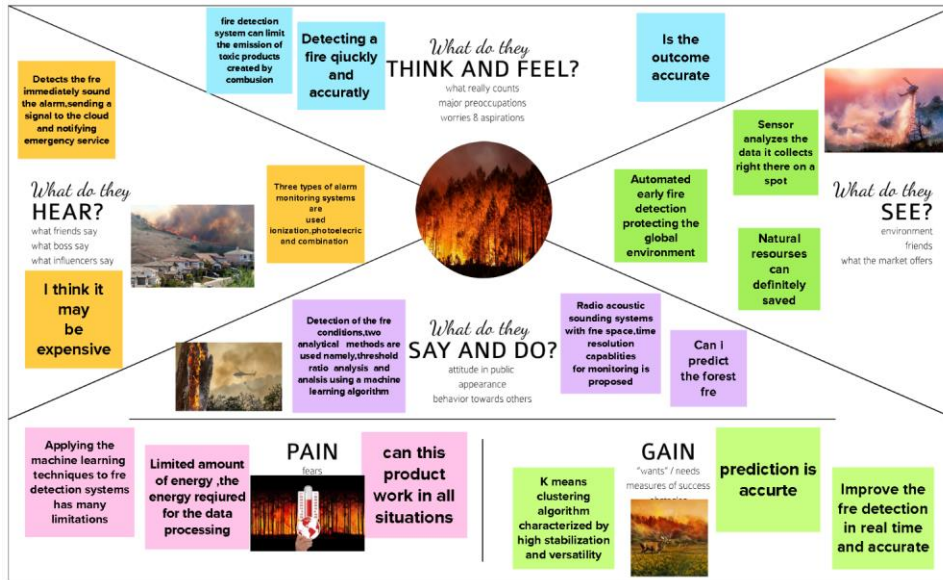 fire detection
system can limit
the emission of
toxic products
created by
combusion
Detecting a
fire qiuckly
and
accuratly
What do they
THINK AND FEEL?
what really counts
major preoccupations
worries & aspirations
Is the
outcome
accurate
Detects the fre
immediately sound
the alarm,sending a
signal to the cloud
and notifying
emergency service
What do they
HEAR?
what friends say
what boss say
what influencers say
Three types of alarm
monitoring systems
are
used
ionization,photoelecric
and combination
I think it
may
be
expensive
Sensor
analyzes the
data it collects
right there on a
spot
Automated
early fire
detection
protecting the
global
environment
Natural
resourses
can
definitely
saved
What do they
SEE?
environment
friends
what the market offers
Detection of the fre
conditions,two
analytical methods are
used namely,threshold
ratio analysis and
analsis using a machine
learning algorithm
What do they
SAY AND DO?
attitude in public
appearance
behavior towards others
Radio acoustic
sounding systems
with fne space,time
resolution
capablities
for monitoring is
proposed
Can i
predict
the forest
fre
Applying the
machine learning
techniques to fre
detection systems
has many
limitations
Limited amount
of energy ,the
energy reqiured
for the data
processing
PAIN
fears
can this
product
work in all
situations
GAIN
"wants" / needs
measures of success
K means
clustering
algorithm
characterized by
high stabilization
and versatility
prediction is
accurte
Improve the
fre detection
in real time
and accurate